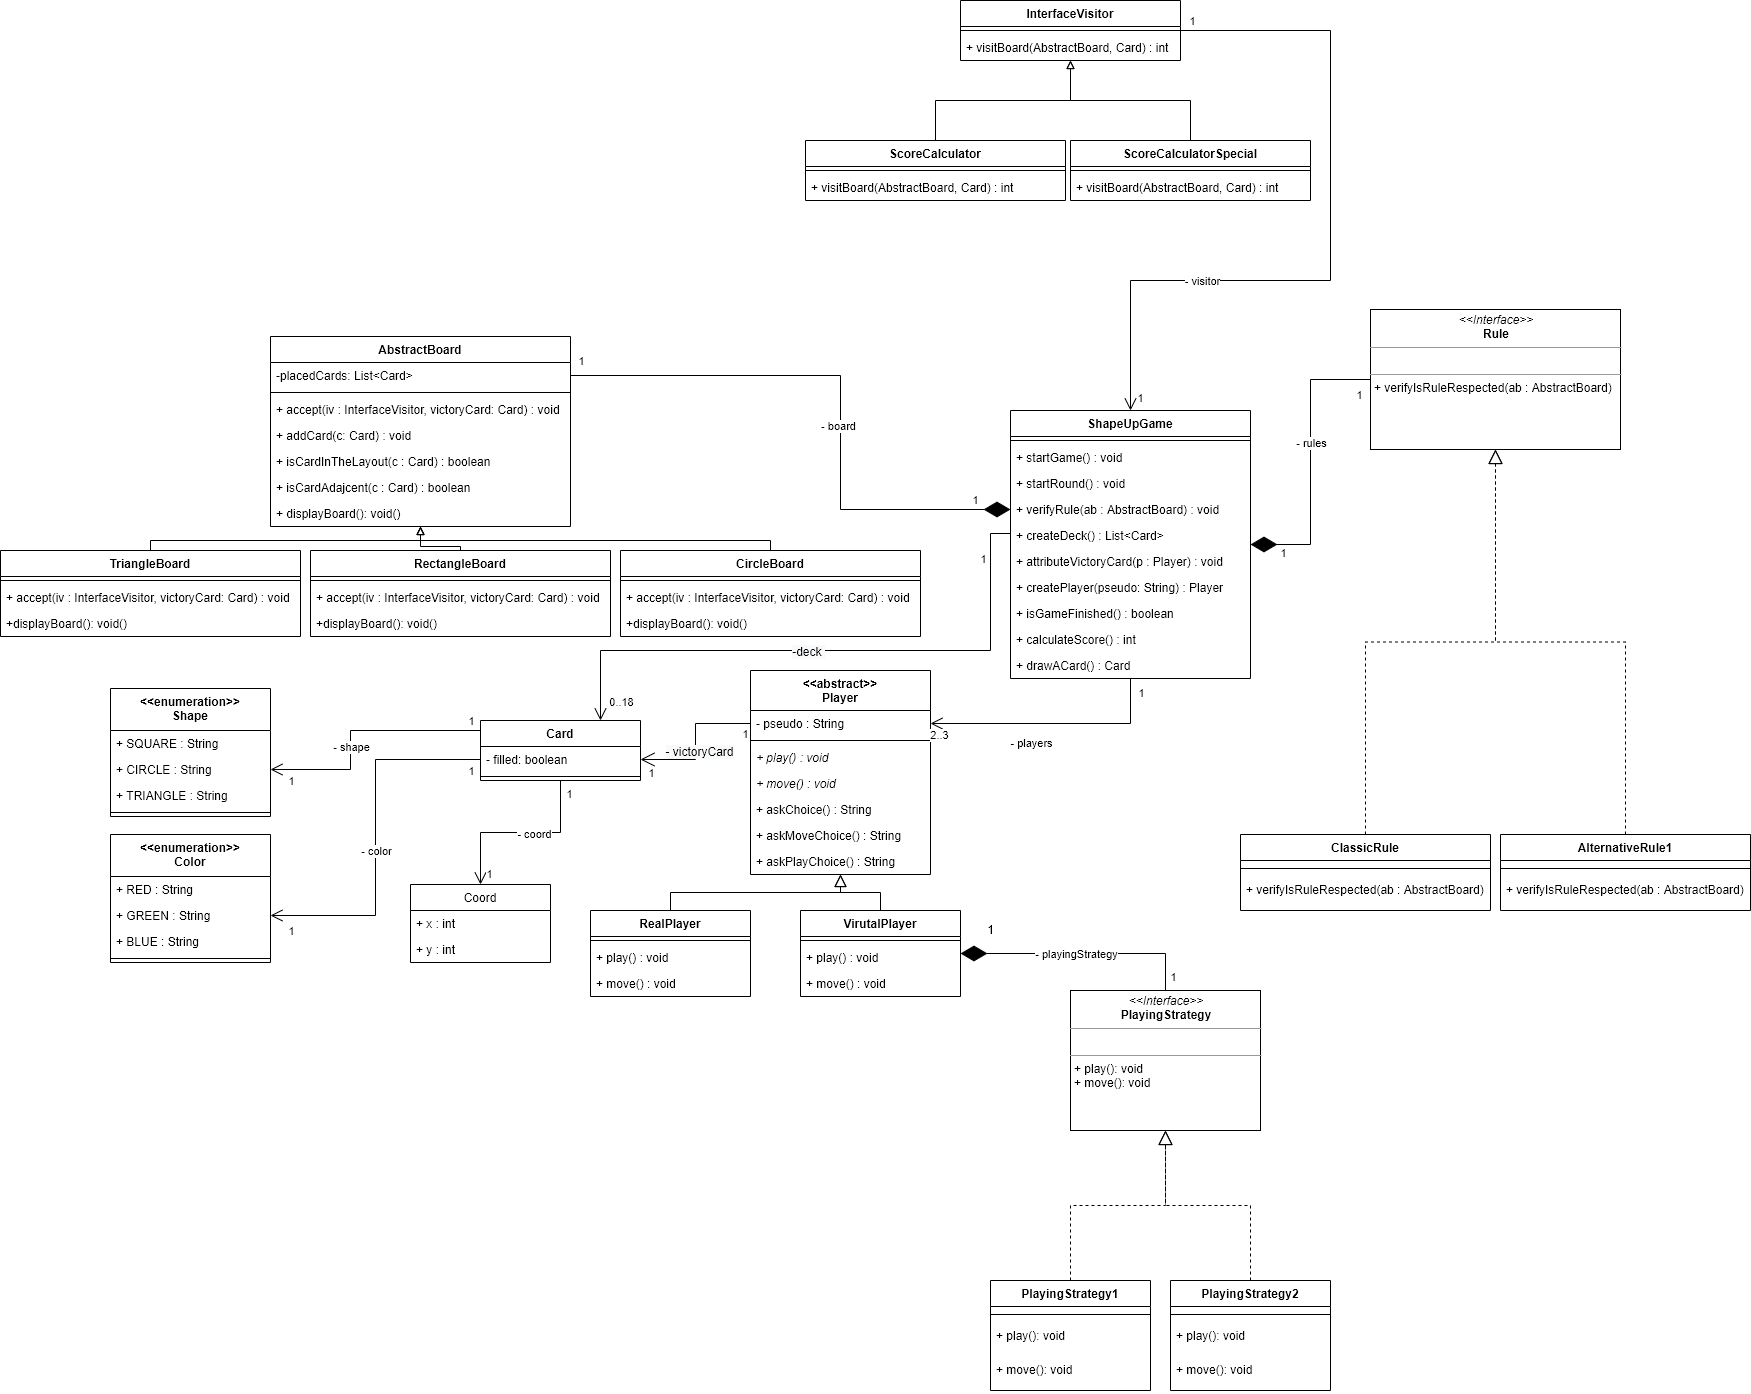 InterfaceVisitor
1
+ visitBoard(AbstractBoard, Card) : int
ScoreCalculator
+ visitBoard(AbstractBoard, Card) : int
ScoreCalculatorSpecial
+ visitBoard(AbstractBoard, Card) : int
- visitor
1
<<Interface>>
Rule
+ verifyIsRuleRespected(ab : AbstractBoard)
1
- rules
1
AbstractBoard
-placedCards: List<Card>
+ accept(iv : InterfaceVisitor, victoryCard: Card) : void
+ addCard(c: Card) : void
+ isCardInTheLayout(c : Card) : boolean
+ isCardAdajcent(c : Card) : boolean
+ displayBoard(): void()
1
- board
1
ShapeUpGame
+ startGame() : void
+ startRound() : void
+ verifyRule(ab : AbstractBoard) : void
+ createDeck() : List<Card>
+ attributeVictoryCard(p : Player) : void
+ createPlayer(pseudo: String) : Player
+ isGameFinished() : boolean
+ calculateScore() : int
+ drawACard() : Card
1
TriangleBoard
+ accept(iv : InterfaceVisitor, victoryCard: Card) : void
+displayBoard(): void()
RectangleBoard
+ accept(iv : InterfaceVisitor, victoryCard: Card) : void
+displayBoard(): void()
CircleBoard
+ accept(iv : InterfaceVisitor, victoryCard: Card) : void
+displayBoard(): void()
-deck
0..18
1
2..3
- players
<<abstract>>
Player
- pseudo : String
+ play() : void
+ move() : void
+ askChoice() : String
+ askMoveChoice() : String
+ askPlayChoice() : String
1
- victoryCard
1
<<enumeration>>
Shape
+ SQUARE : String
+ CIRCLE : String
+ TRIANGLE : String
1
- shape
1
Card
- filled: boolean
1
<<enumeration>>
Color
+ RED : String
+ GREEN : String
+ BLUE : String
- color
1
1
- coord
1
Coord
+ x : int
+ y : int
RealPlayer
+ play() : void
+ move() : void
VirutalPlayer
+ play() : void
+ move() : void
1
- playingStrategy
1
ClassicRule
+ verifyIsRuleRespected(ab : AbstractBoard)
AlternativeRule1
+ verifyIsRuleRespected(ab : AbstractBoard)
<<Interface>>
PlayingStrategy
+ play(): void
+ move(): void
PlayingStrategy1
+ play(): void
+ move(): void
PlayingStrategy2
+ play(): void
+ move(): void